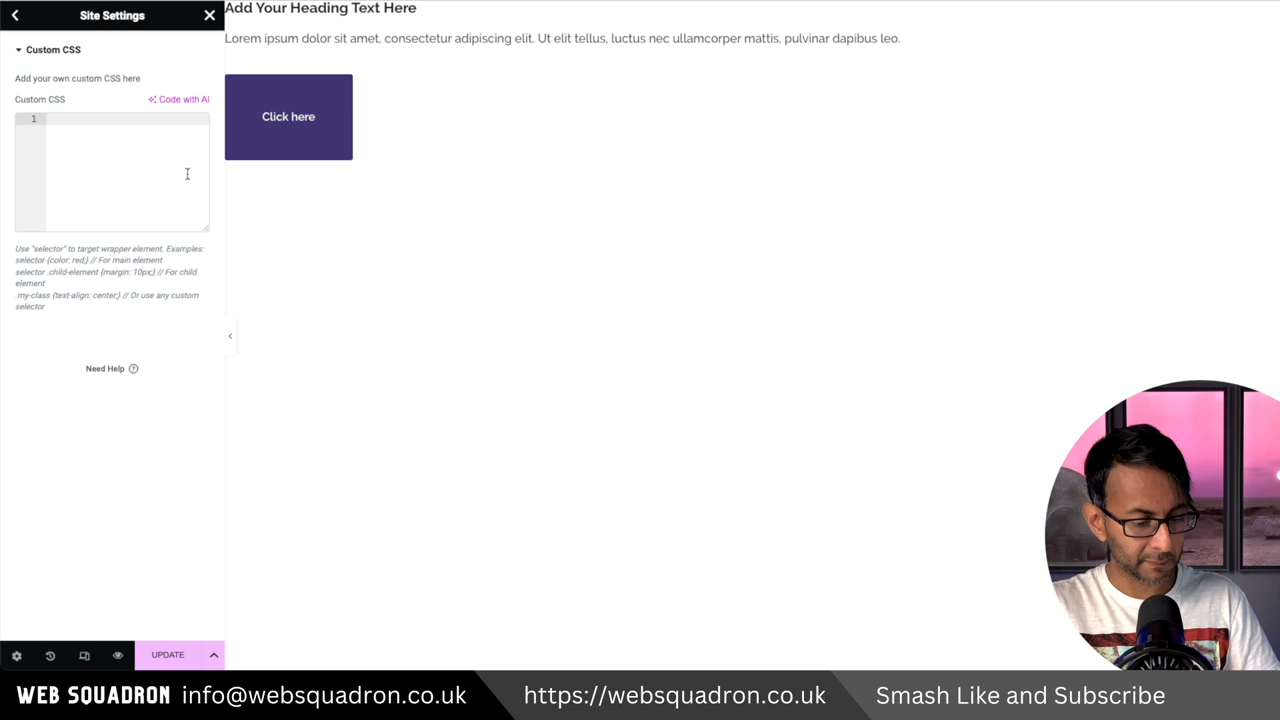 Site Settings
Custom CSS
Add your own custom CSS here
Custom CSS
Code with AI
1
Use "selector" to target wrapper element. Examples:
selector {color: red;} // For main element
selector .child-element {margin: 10px;} // For child
element
.my-class {text-align: center;} // Or use any custom
selector
Need Help
UPDATE
Add Your Heading Text Here
Lorem ipsum dolor sit amet, consectetur adipiscing elit. Ut elit tellus, luctus nec ullamcorper mattis, pulvinar dapibus leo.
Click here
WEB SQUADRON info@websquadron.co.uk https://websquadron.co.uk Smash Like and Subscribe